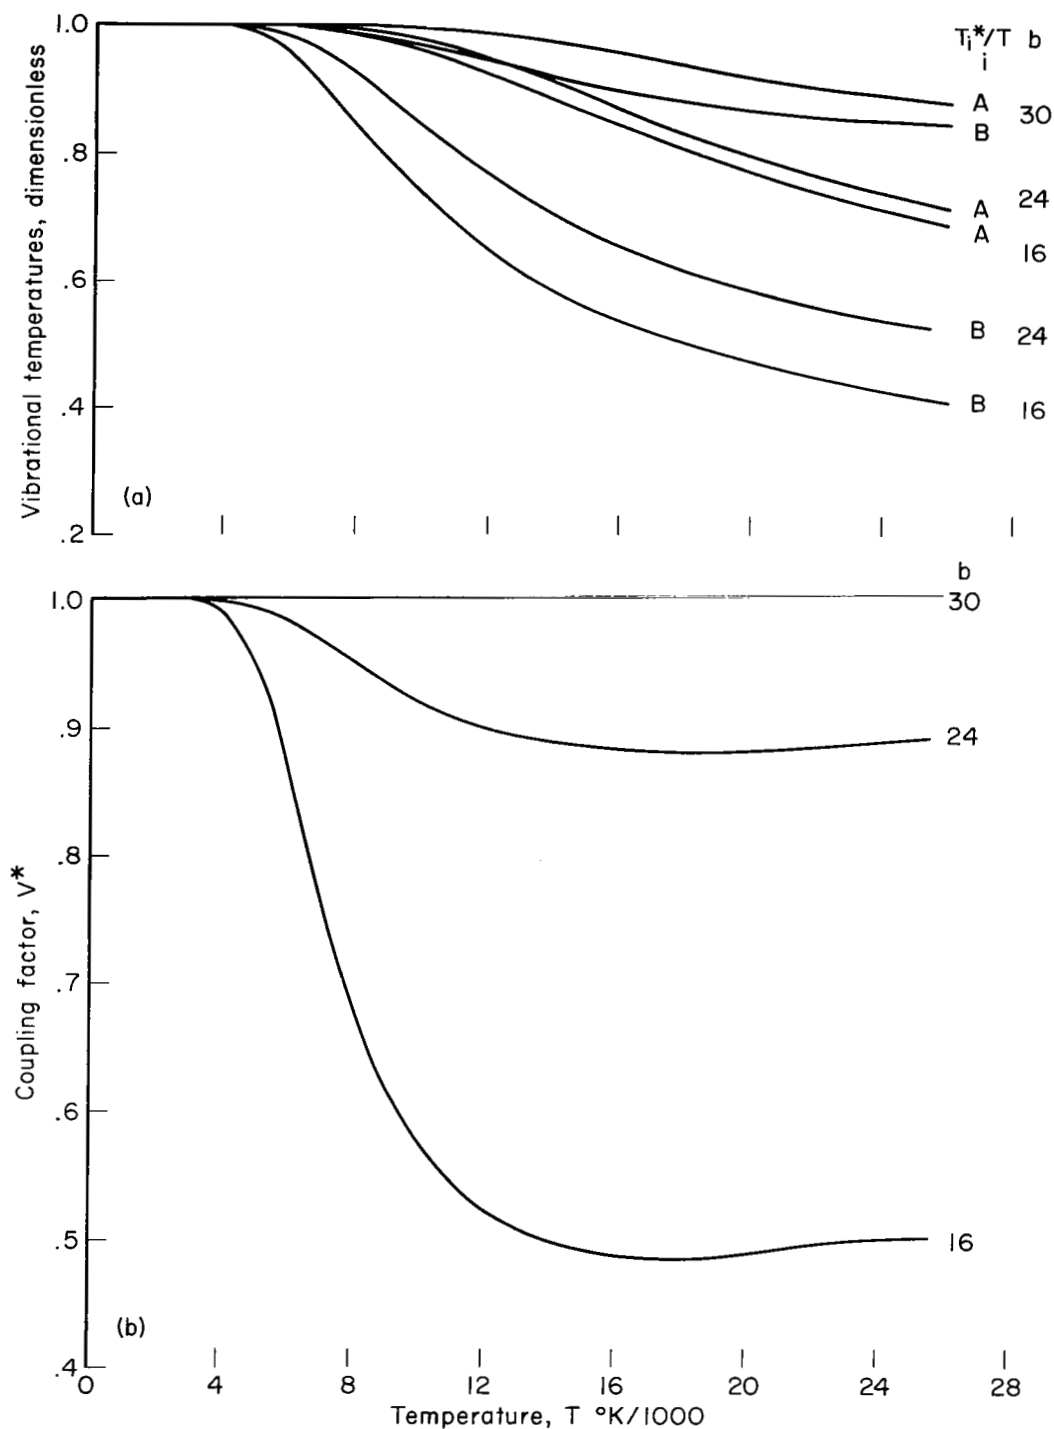 Vibrational temperatures, dimensionless
1.0
.8
.6
.4
.2
(a)
Ti*/T b
i
A
30
B
A 24
A
16
B 24
B 16
Coupling factor, V*
1.0
.9
.8
.7
.6
.5
.4
(b)
b
30
24
16
0 4 8 12 16 20 24 28
Temperature, T °K/1000